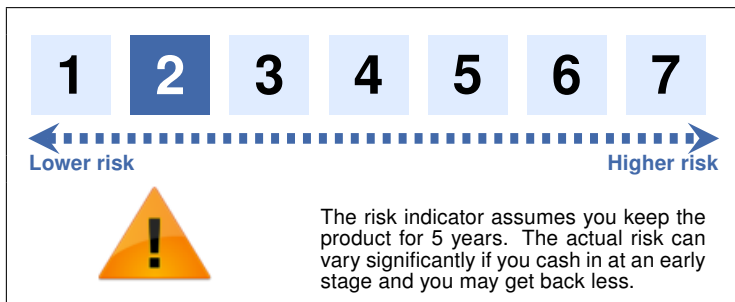 1 2 3 4 5 6 7
Lower risk Higher risk
!
The risk indicator assumes you keep the
product for 5 years. The actual risk can
vary significantly if you cash in at an early
stage and you may get back less.